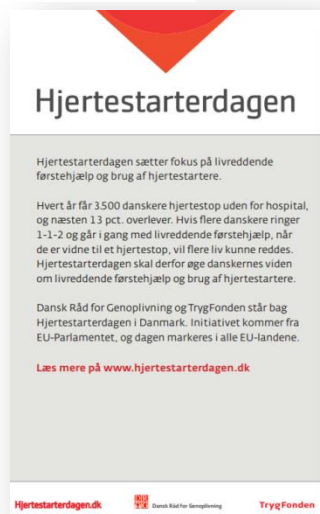 Hjertestarterdagen
Hjertestarterdagen sætter fokus på livreddende
førstehjælp og brug af hjertestartere.
Hvert år får 3.500 danskere hjertestop uden for hospital,
og næsten 13 pct. overlever. Hvis flere danskere ringer
1-1-2 og går i gang med livreddende førstehjælp, når
de er vidne til et hjertestop, vil flere liv kunne reddes.
Hjertestarterdagen skal derfor øge danskernes viden
om livreddende førstehjælp og brug af hjertestartere.
Dansk Råd for Genoplivning og TrygFonden står bag
Hjertestarterdagen i Danmark. Initiativet kommer fra
EU-Parlamentet, og dagen markeres i alle EU-landene.
Læs mere på www.hjertestarterdagen.dk
Hjertestarterdagen.dk Dansk Råd for Genoplivning TrygFonden